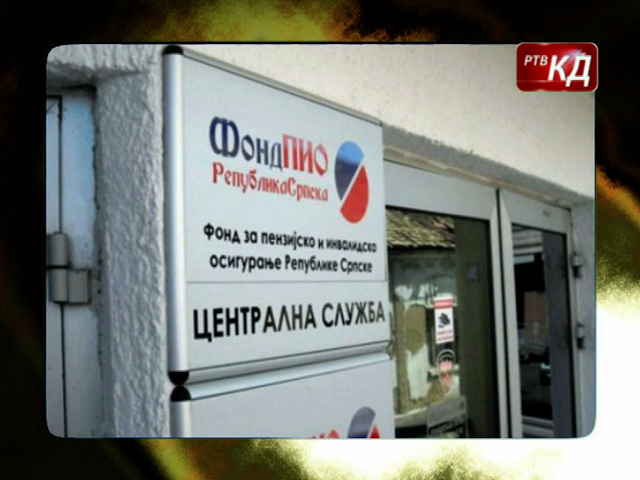 РТВ
КД
ФондПИО
РепубликаСрпска
Фонд за пензијско и инвалидско
осигурање Републике Српске
ЦЕНТРАЛНА СЛУЖБА